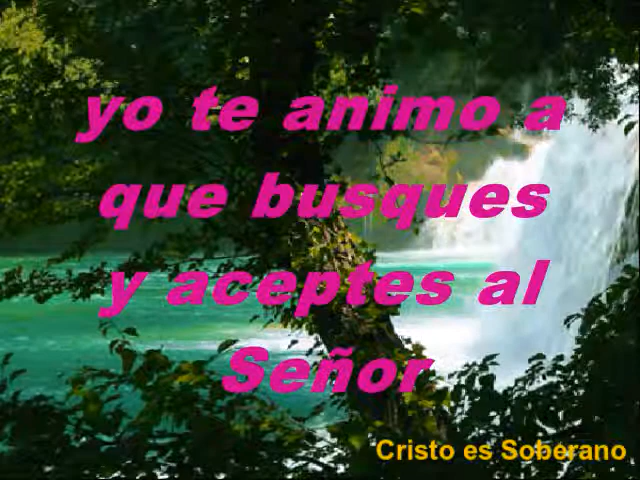 yo te animo a
que busques
y aceptes al
Señor
Cristo es Soberano